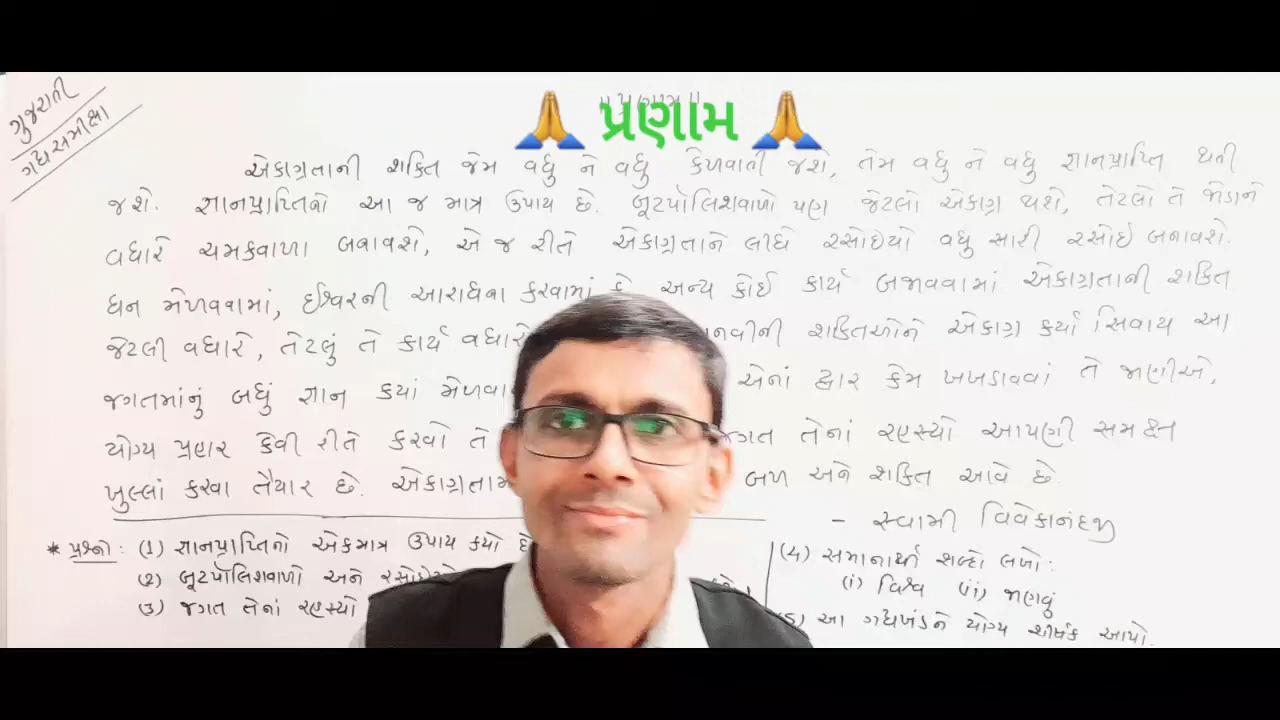 ગુજરાતી
ગદ્યસમીક્ષા
॥ પ્રણામ ॥
🙏 પ્રણામ 🙏
એકાગ્રતાની શક્તિ જેમ વધુ ને વધુ કેળવાતી જશે, તેમ વધુ ને વધુ જ્ઞાનપ્રાપ્તિ થતી
જશે. જ્ઞાનપ્રાપ્તિનો આ જ માત્ર ઉપાય છે. બૂટપૉલિશવાળો પણ જેટલો એકાગ્ર થશે, તેટલો તે જોડાને
વધારે ચમકવાળા બનાવશે, એ જ રીતે એકાગ્રતાને લીધે રસોઇયો વધુ સારી રસોઇ બનાવશે.
ધન મેળવવામાં, ઈશ્વરની આરાધના કરવામાં કે અન્ય કોઈ કાર્ય બજાવવામાં એકાગ્રતાની શક્તિ
જેટલી વધારે, તેટલું તે કાર્ય વધારે શક્તિઓને એકાગ્ર કર્યા સિવાય આ
જગતમાંનું બધું જ્ઞાન ક્યાં એનાં દ્વાર કેમ ખખડાવવાં તે જાણીએ,
યોગ્ય પ્રહાર કેવી રીતે કરવો તે જગત તેનાં રહસ્યો આપણી સમક્ષ
ખુલ્લાં કરવા તૈયાર છે. બળ અને શક્તિ આવે છે.
– સ્વામી વિવેકાનંદજી
* પ્રશ્નો : (1) જ્ઞાનપ્રાપ્તિનો એકમાત્ર ઉપાય કયો છે
(2) બૂટપૉલિશવાળો અને
(3) જગત તેનાં રહસ્યો
(4) સમાનાર્થી શબ્દો લખો :
(i) વિશ્વ (ii) જાણવું
(5) આ ગદ્યખંડને યોગ્ય શીર્ષક આપો.